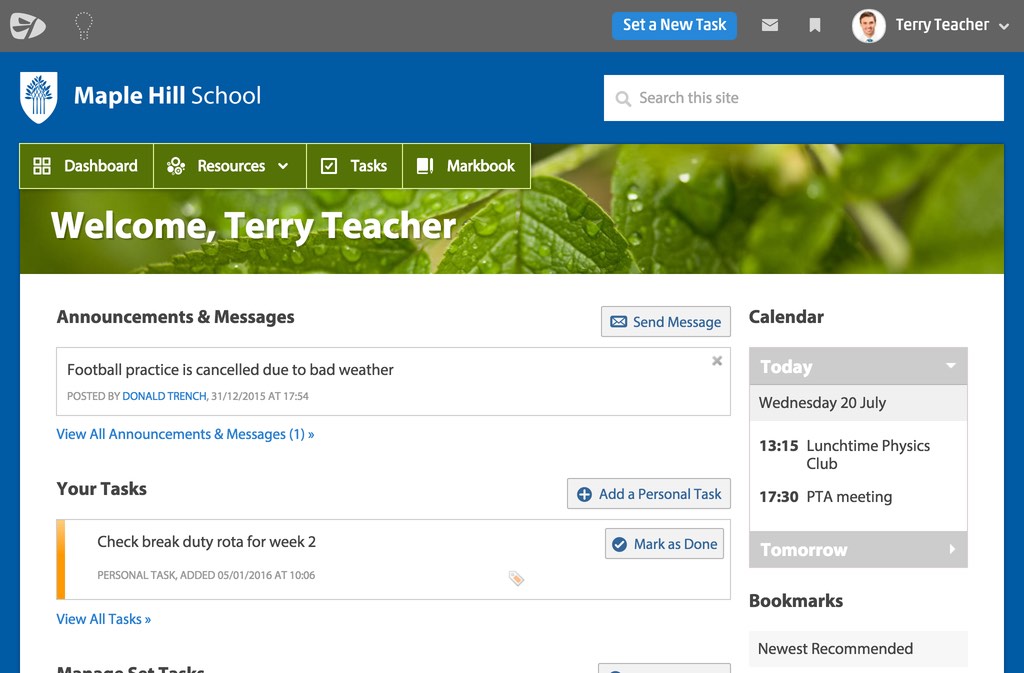 Set a New Task
Terry Teacher
Maple Hill School
Search this site
Dashboard
Resources
Tasks
Markbook
Welcome, Terry Teacher
Announcements & Messages
Send Message
Football practice is cancelled due to bad weather
POSTED BY DONALD TRENCH, 31/12/2015 AT 17:54
View All Announcements & Messages (1) »
Your Tasks
Add a Personal Task
Check break duty rota for week 2
Mark as Done
PERSONAL TASK, ADDED 05/01/2016 AT 10:06
View All Tasks »
Manage Set Tasks
Calendar
Today
Wednesday 20 July
13:15 Lunchtime Physics
Club
17:30 PTA meeting
Tomorrow
Bookmarks
Newest Recommended